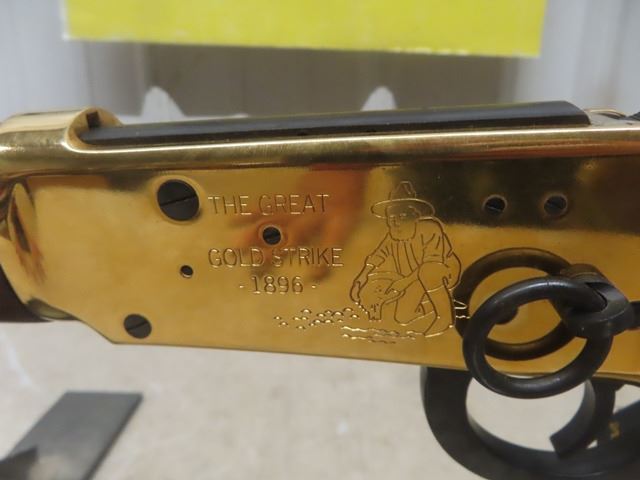 THE GREAT
GOLD STRIKE
- 1896 -